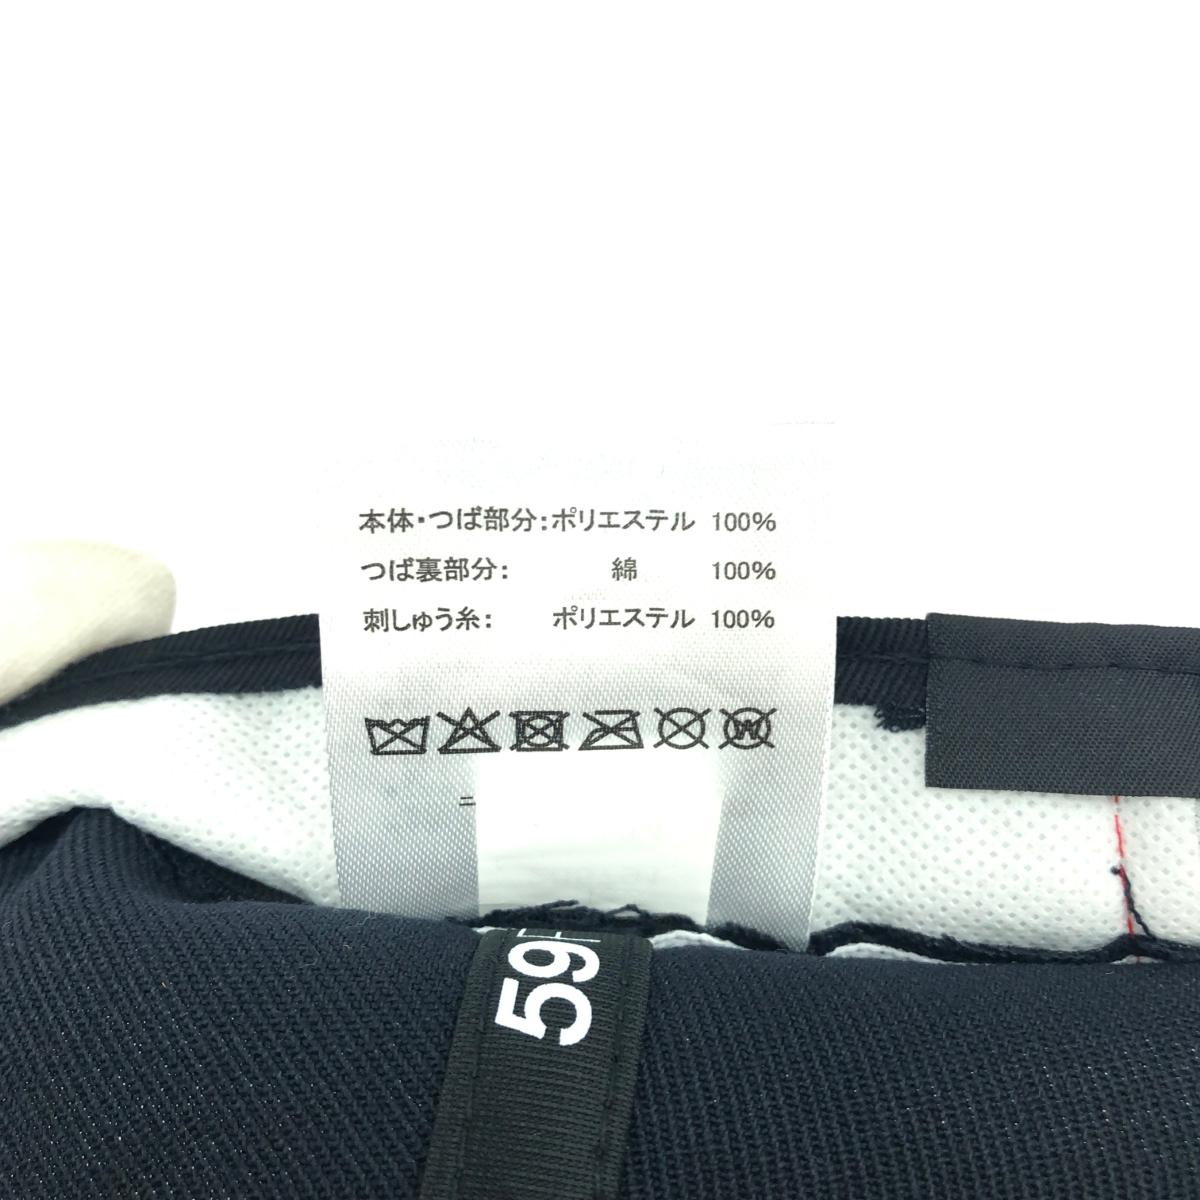 本体・つば部分：ポリエステル 100%
つば裏部分： 綿 100%
刺しゅう糸： ポリエステル 100%
W
59